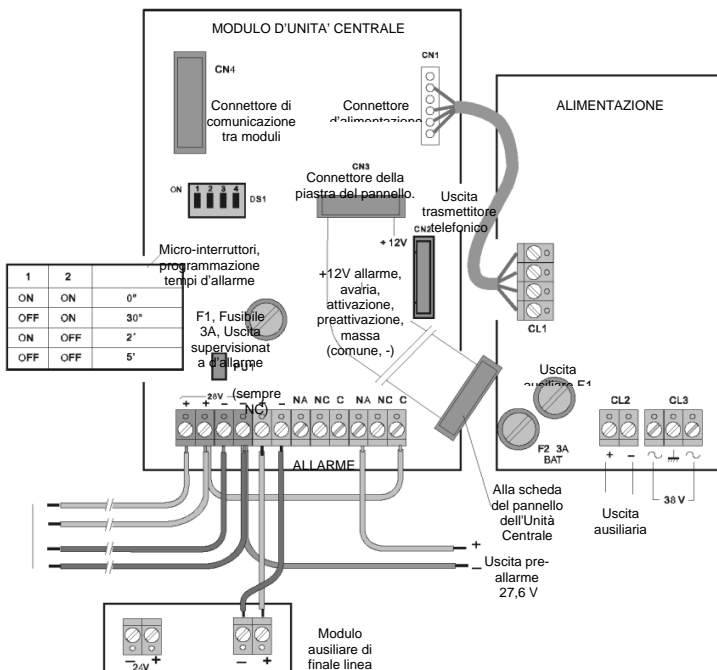 MODULO D'UNITA' CENTRALE
CN4
Connettore di
comunicazione
tra moduli
CN1
Connettore
d'alimentazione
ALIMENTAZIONE
CN3
Connettore della
piastra del pannello.
ON
1 2 3 4
DS1
Uscita
trasmettitore
telefonico
+12V
CN2
Micro-interruttori,
programmazione
tempi d'allarme
1 2
ON ON 0"
OFF ON 30"
ON OFF 2'
OFF OFF 5'
+12V allarme,
avaria,
attivazione,
preattivazione,
massa
(comune, -)
F1, Fusibile
3A, Uscita
supervisionat
a d'allarme
PU1
(sempre
NC)
CL1
Uscita
ausiliare F1
F2 3A
BAT
CL2 CL3
+ −
38 V
Uscita
ausiliaria
28V
+ + − − + − NA NC C NA NC C
ALLARME
Alla scheda
del pannello
dell'Unità
Centrale
+
− Uscita pre-
allarme
27,6 V
− +
24V
− +
Modulo
ausiliare di
finale linea